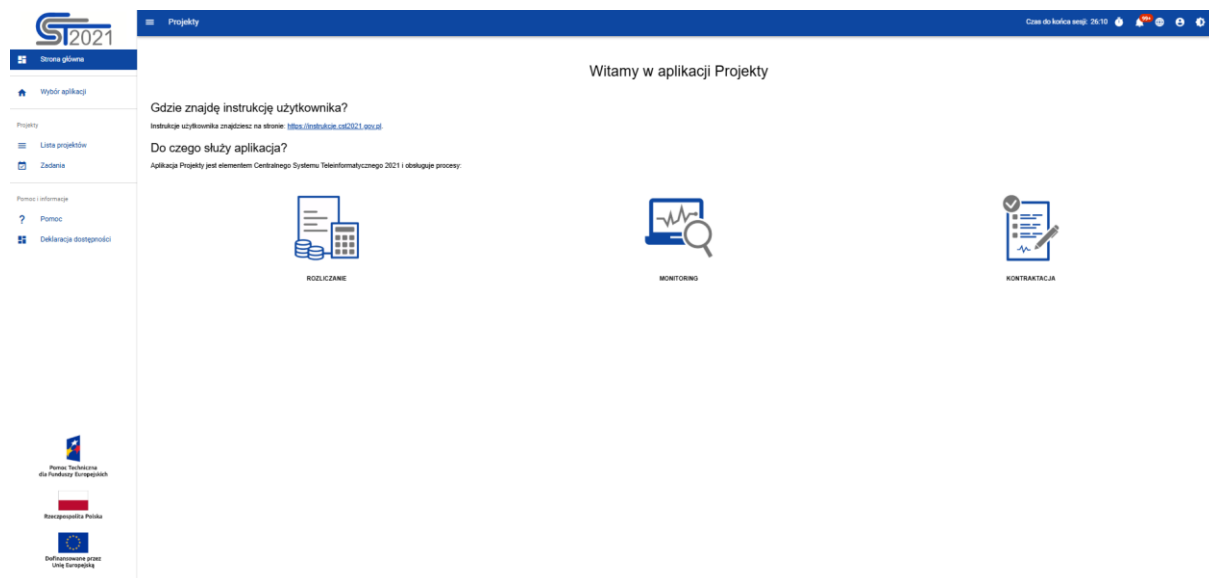 ST2021
Projekty
Czas do końca sesji: 26:10
99+
Strona główna
Wybór aplikacji
Projekty
Lista projektów
Zadania
Pomoc i informacje
? Pomoc
Deklaracja dostępności
Witamy w aplikacji Projekty
Gdzie znajdę instrukcję użytkownika?
Instrukcje użytkownika znajdziesz na stronie: https://instrukcje.cst2021.gov.pl.
Do czego służy aplikacja?
Aplikacja Projekty jest elementem Centralnego Systemu Teleinformatycznego 2021 i obsługuje procesy:
ROZLICZANIE
MONITORING
KONTRAKTACJA
Pomoc Techniczna
dla Funduszy Europejskich
Rzeczpospolita Polska
Dofinansowane przez
Unię Europejską